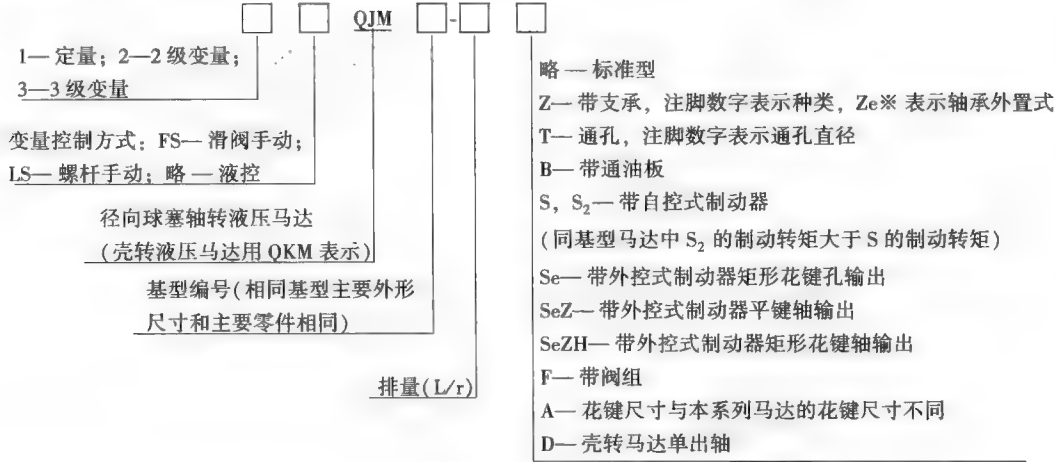 QJM
-
1—定量；2—2级变量；
3—3级变量
变量控制方式：FS—滑阀手动；
LS—螺杆手动；略—液控
径向球塞轴转液压马达
(壳转液压马达用QKM表示)
基型编号(相同基型主要外形
尺寸和主要零件相同)
排量(L/r)
略—标准型
Z—带支承，注脚数字表示种类，Ze※表示轴承外置式
T—通孔，注脚数字表示通孔直径
B—带通油板
S，S₂—带自控式制动器
(同基型马达中S₂的制动转矩大于S的制动转矩)
Se—带外控式制动器矩形花键孔输出
SeZ—带外控式制动器平键轴输出
SeZH—带外控式制动器矩形花键轴输出
F—带阀组
A—花键尺寸与本系列马达的花键尺寸不同
D—壳转马达单出轴